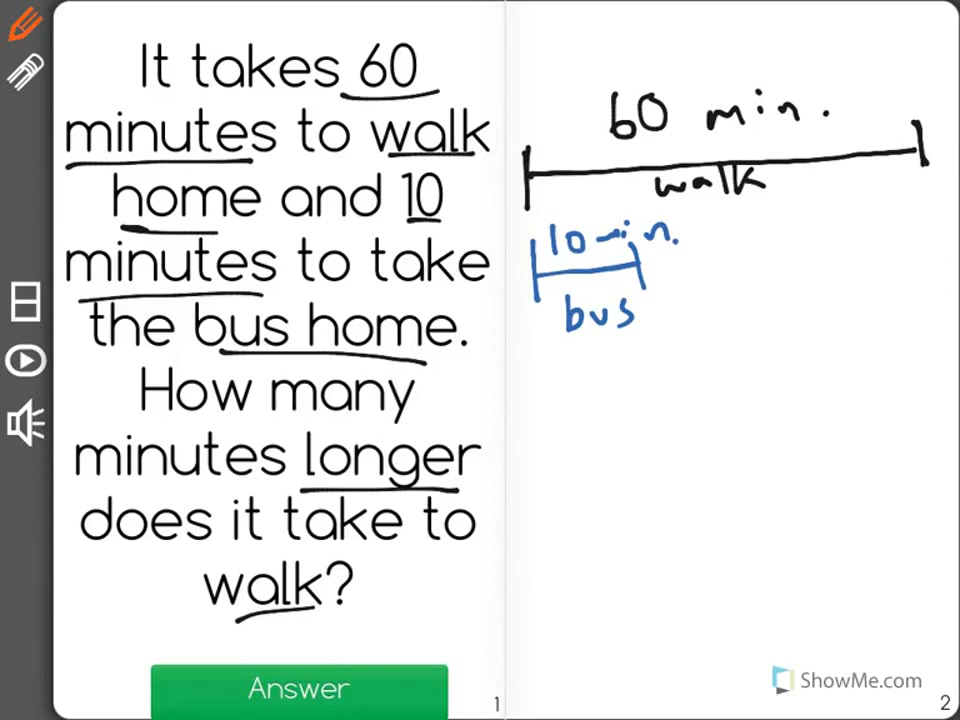 It takes 60
minutes to walk
home and 10
minutes to take
the bus home.
How many
minutes longer
does it take to
walk?
Answer
1
60 min.
walk
10 min.
bus
ShowMe.com
2